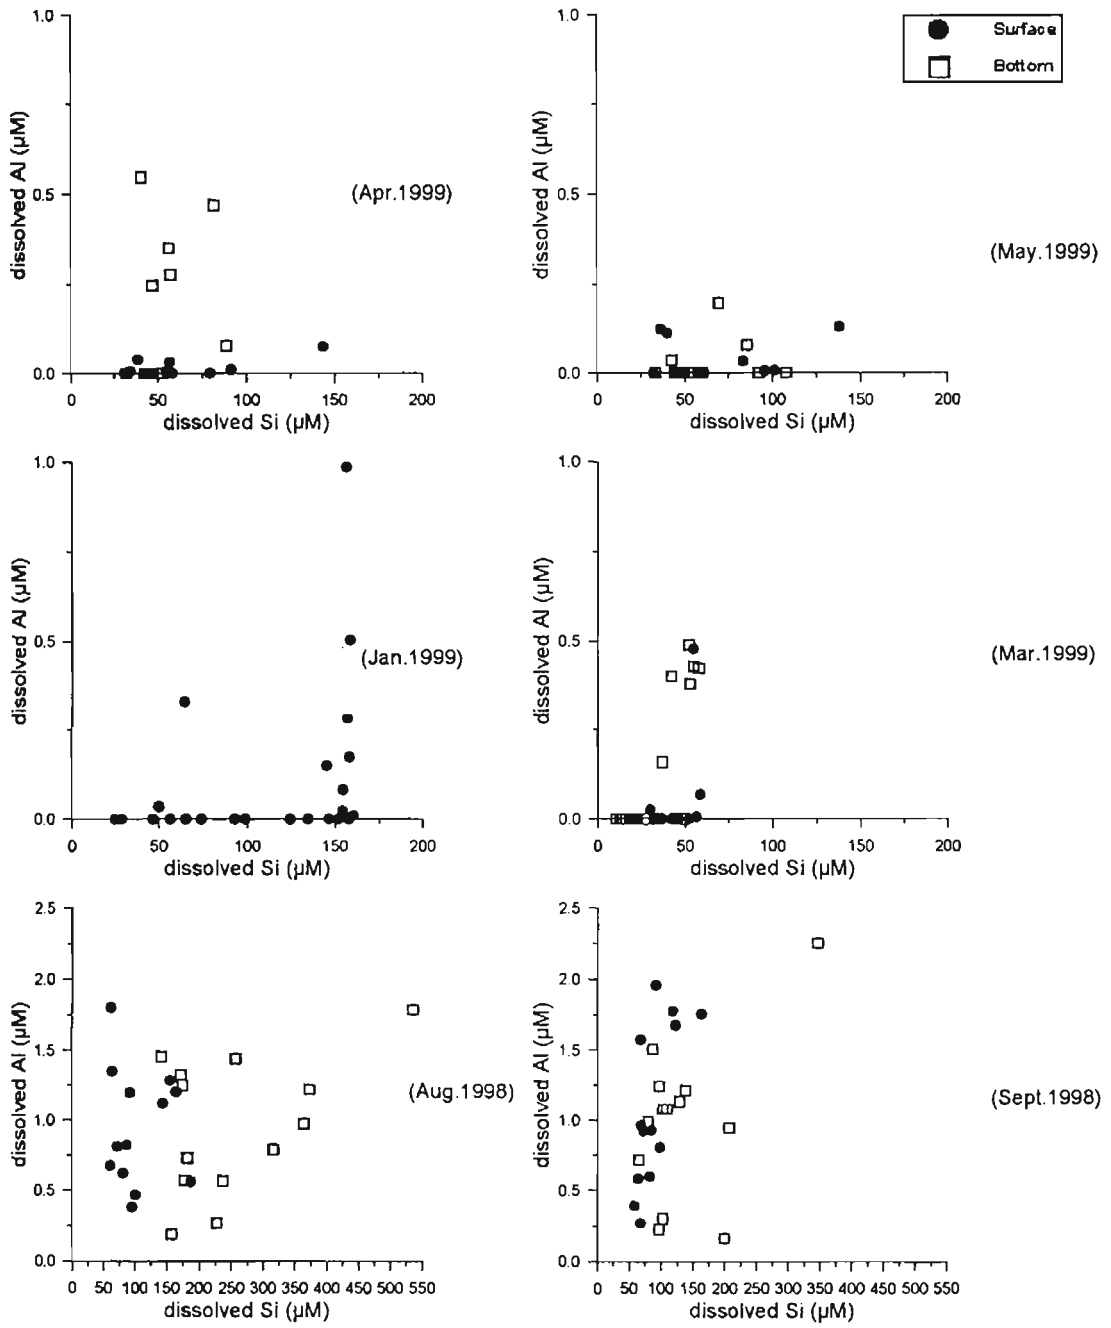 Surface
Bottom
1.0
0.5
0.0
dissolved Al (µM)
0 50 100 150 200
dissolved Si (µM)
(Apr.1999)
1.0
0.5
0.0
dissolved Al (µM)
0 50 100 150 200
dissolved Si (µM)
(May.1999)
1.0
0.5
0.0
dissolved Al (µM)
0 50 100 150 200
dissolved Si (µM)
(Jan.1999)
1.0
0.5
0.0
dissolved Al (µM)
0 50 100 150 200
dissolved Si (µM)
(Mar.1999)
2.5
2.0
1.5
1.0
0.5
0.0
dissolved Al (µM)
0 50 100 150 200 250 300 350 400 450 500 550
dissolved Si (µM)
(Aug.1998)
2.5
2.0
1.5
1.0
0.5
0.0
dissolved Al (µM)
0 50 100 150 200 250 300 350 400 450 500 550
dissolved Si (µM)
(Sept.1998)